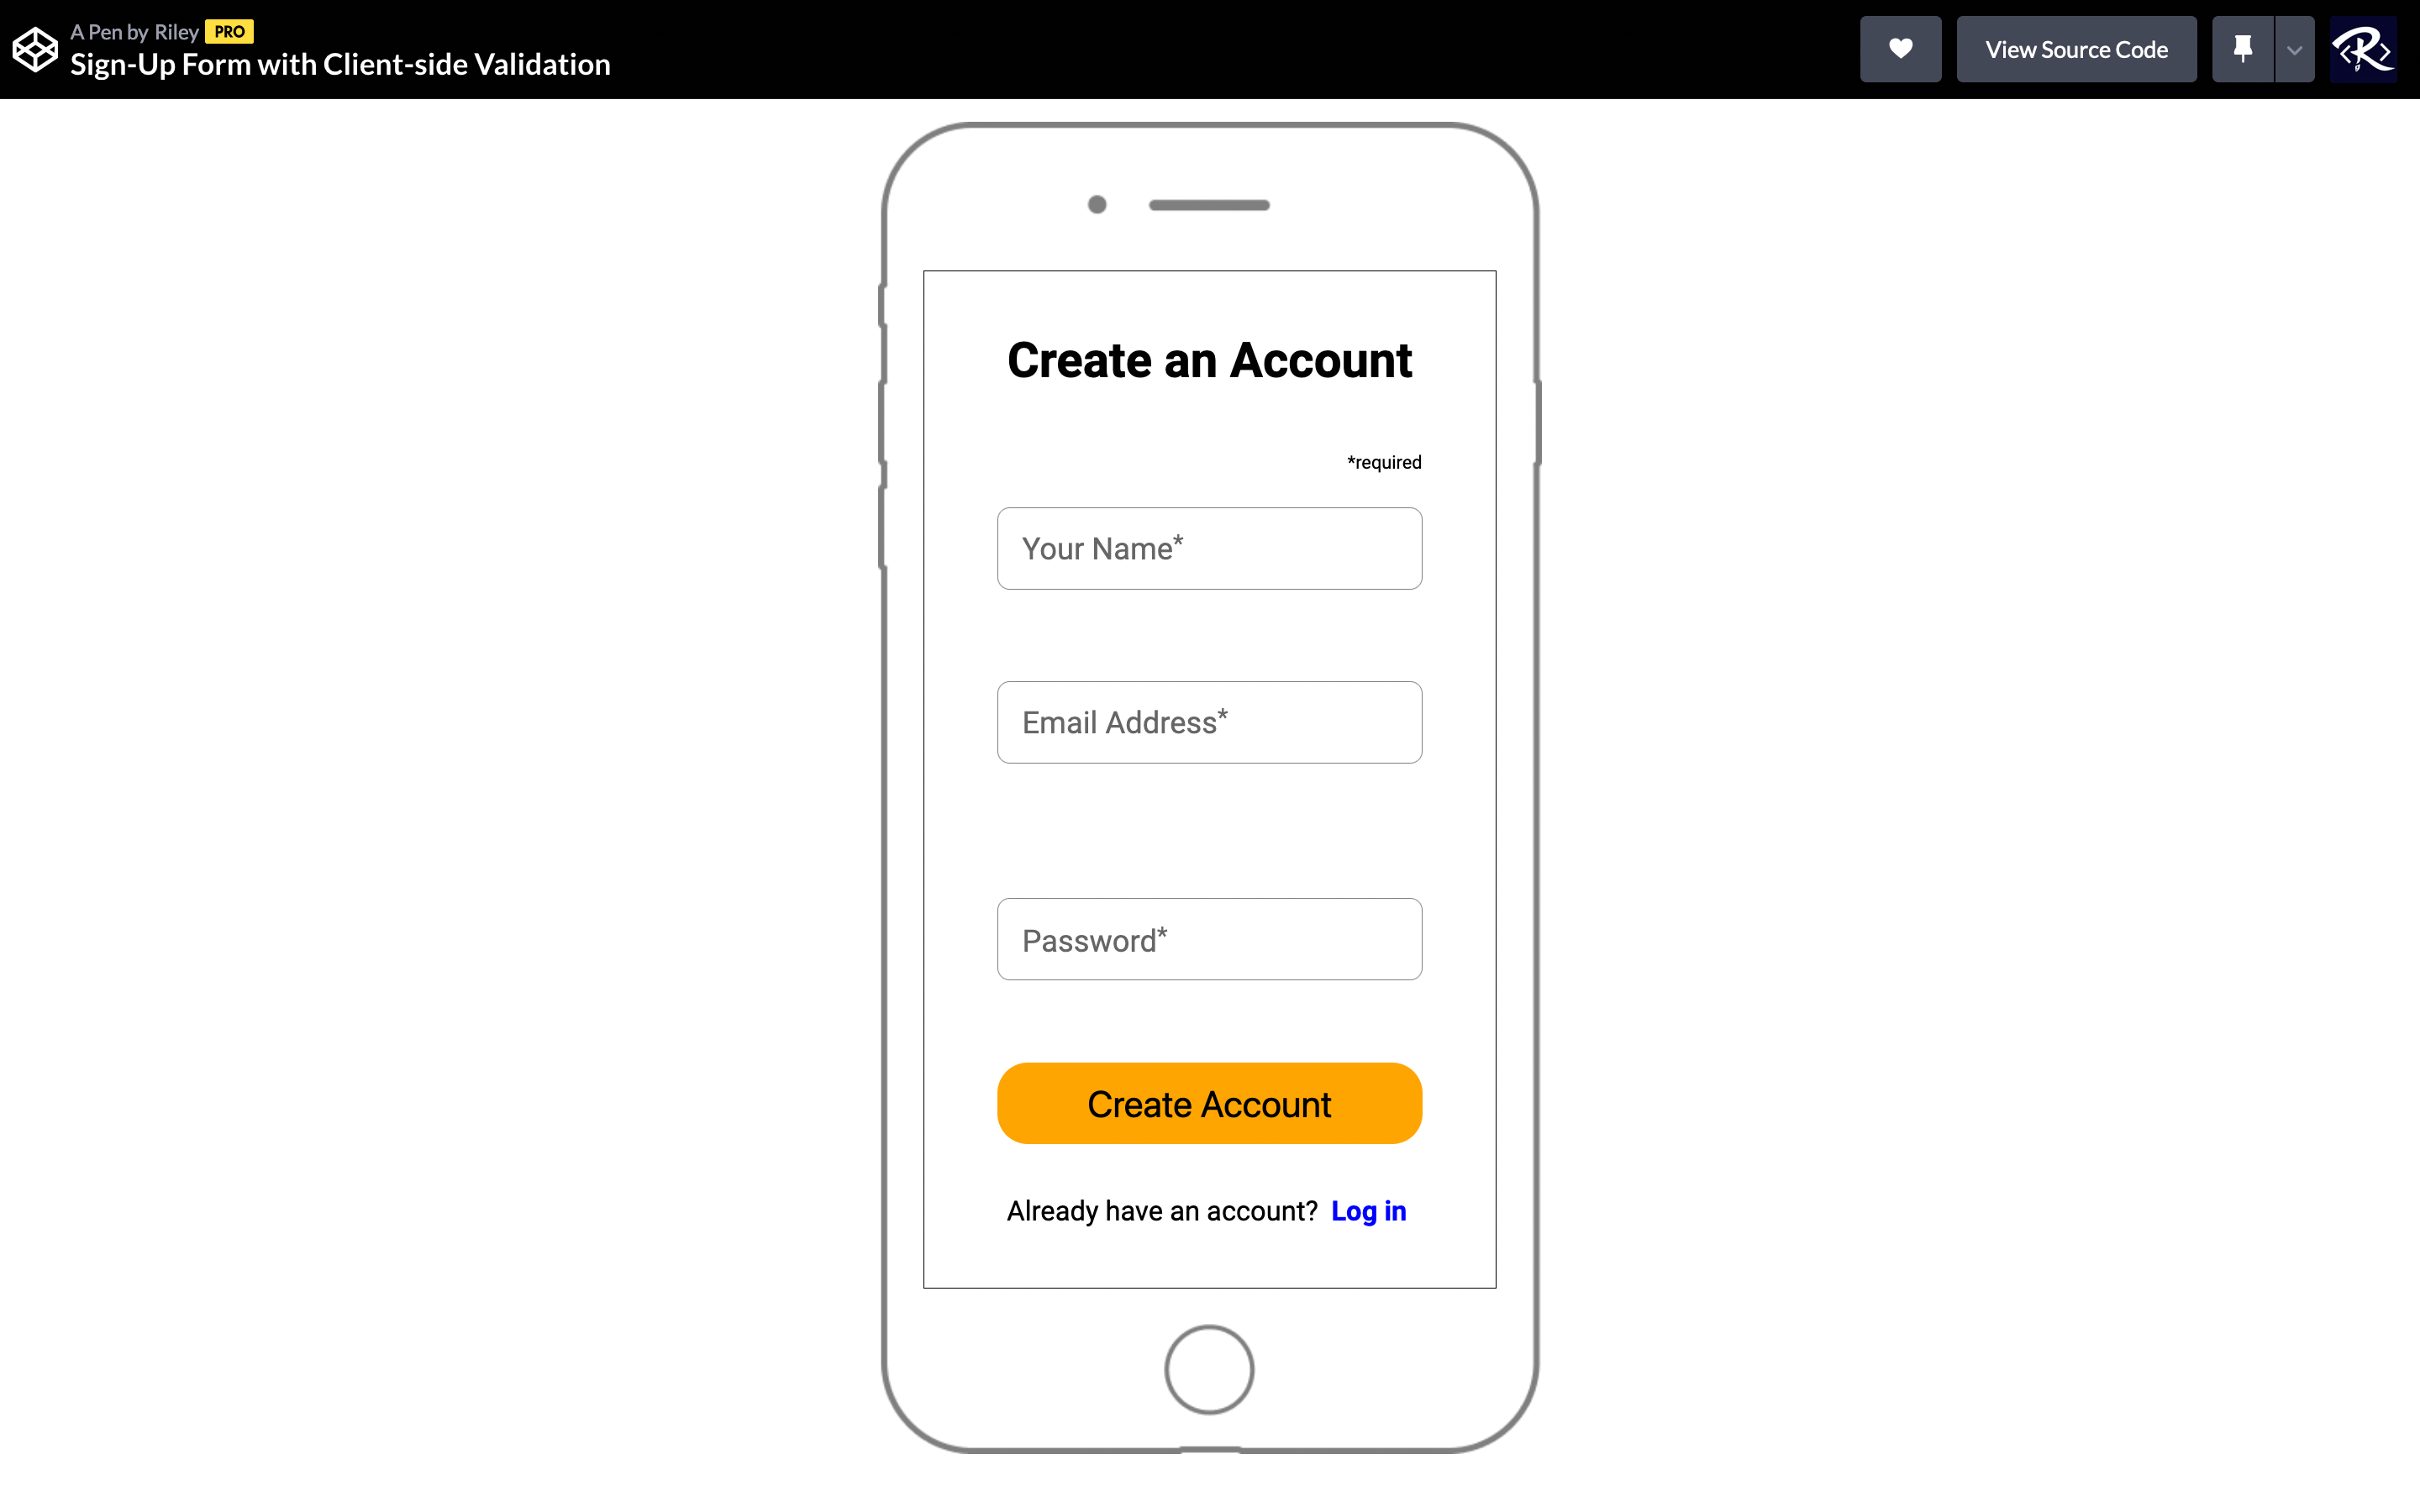 A Pen by Riley PRO
Sign-Up Form with Client-side Validation
View Source Code
Create an Account
*required
Your Name*
Email Address*
Password*
Create Account
Already have an account? Log in